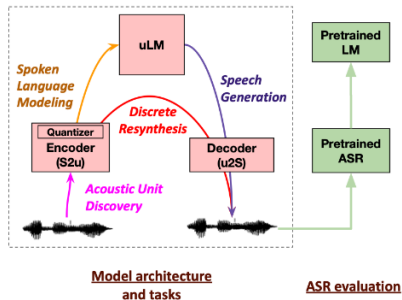 uLM
Spoken
Language
Modeling
Speech
Generation
Discrete
Resynthesis
Quantizer
Encoder
(S2u)
Decoder
(u2S)
Acoustic Unit
Discovery
Model architecture
and tasks
Pretrained
LM
Pretrained
ASR
ASR evaluation